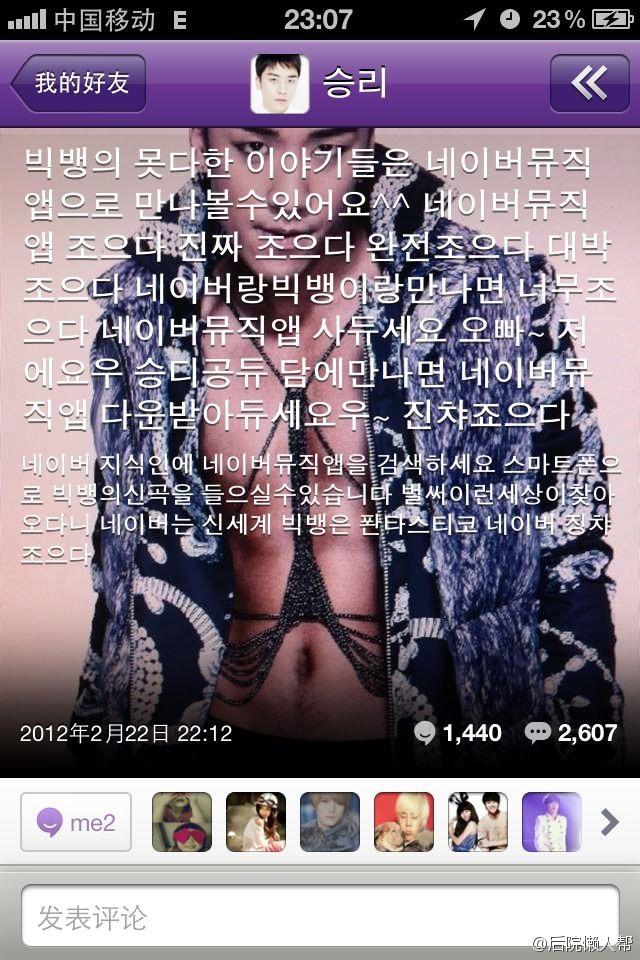 中国移动 E 23:07 23%
我的好友 승리
빅뱅의 못다한 이야기들은 네이버뮤직
앱으로 만나볼수있어요^^ 네이버뮤직
앱 조으다 진짜 조으다 완전조으다 대박
조으다 네이버랑빅뱅이랑만나면 너무조
으다 네이버뮤직앱 사듀세요 오빠~ 저
에요우 승디공듀 담에만나면 네이버뮤
직앱 다운받아듀세요우~ 진챠죠으다
네이버 지식인에 네이버뮤직앱을 검색하세요 스마트폰으
로 빅뱅의신곡을 들으실수있습니다 벌써이런세상이찾아
오다니 네이버는 신세계 빅뱅은 판타스티코 네이버 징챠
조으다
2012年2月22日 22:12 1,440 2,607
me2
发表评论
@后院懒人帮